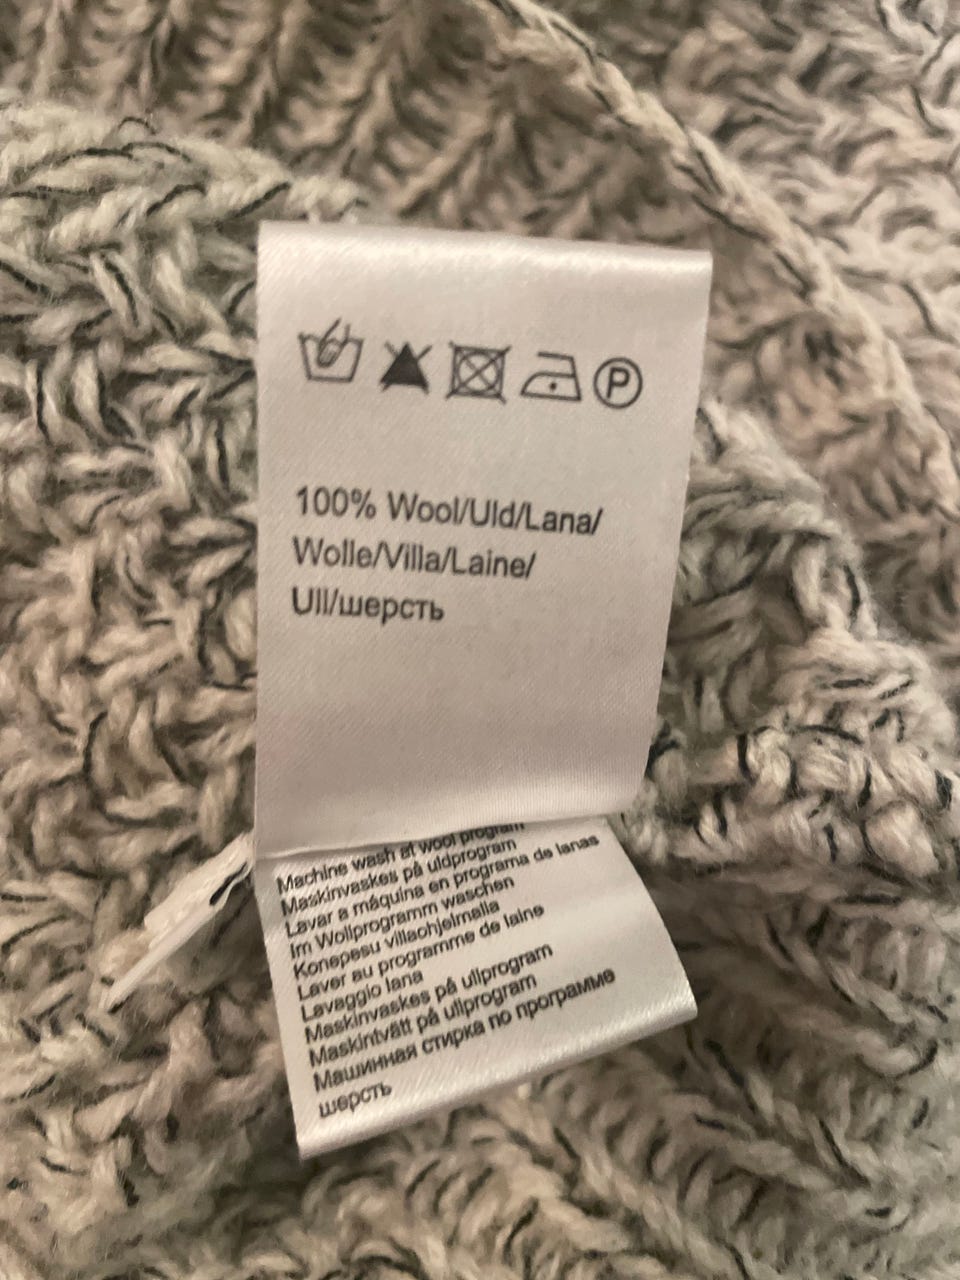 P
100% Wool/Uld/Lana/
Wolle/Villa/Laine/
Ull/шерсть
Machine wash at wool program
Maskinvaskes på uldprogram
Lavar a máquina en programa de lanas
Im Wollprogramm waschen
Konepesu villaohjelmalla
Laver au programme de laine
Lavaggio lana
Maskinvaskes på ullprogram
Maskintvätt på ullprogram
Машинная стирка по программе
шерсть